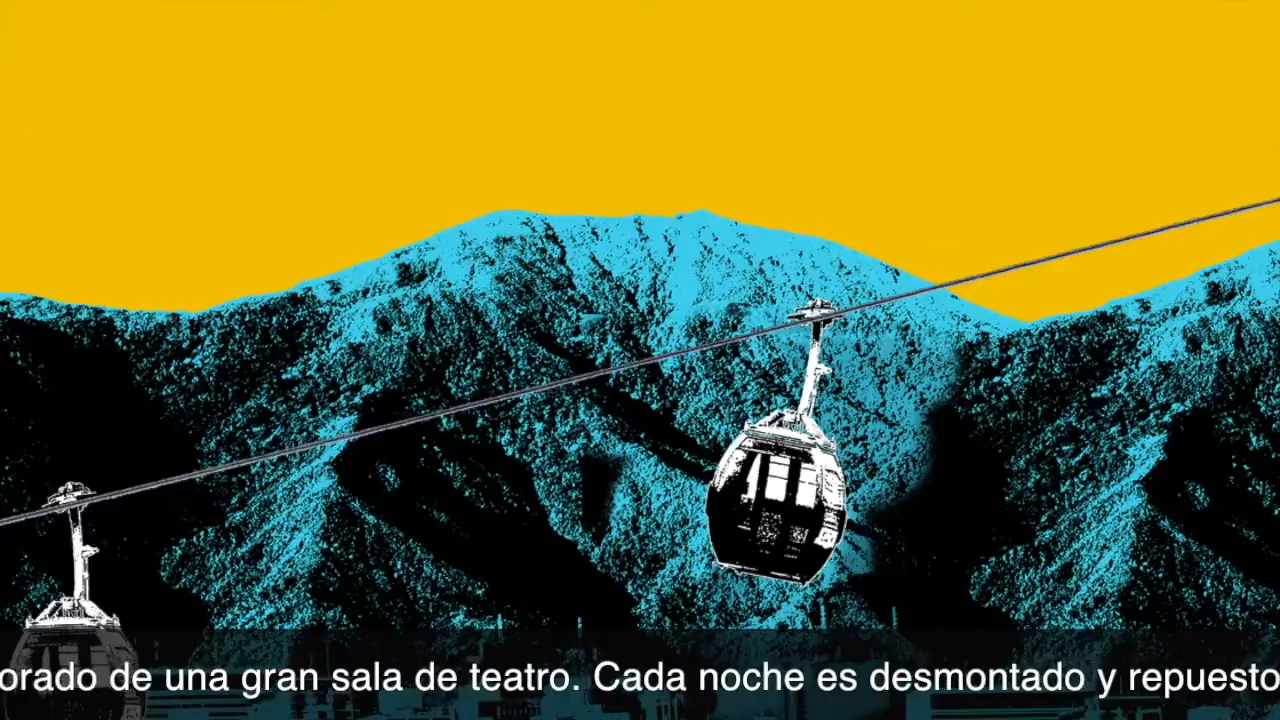 orado de una gran sala de teatro. Cada noche es desmontado y repuesto